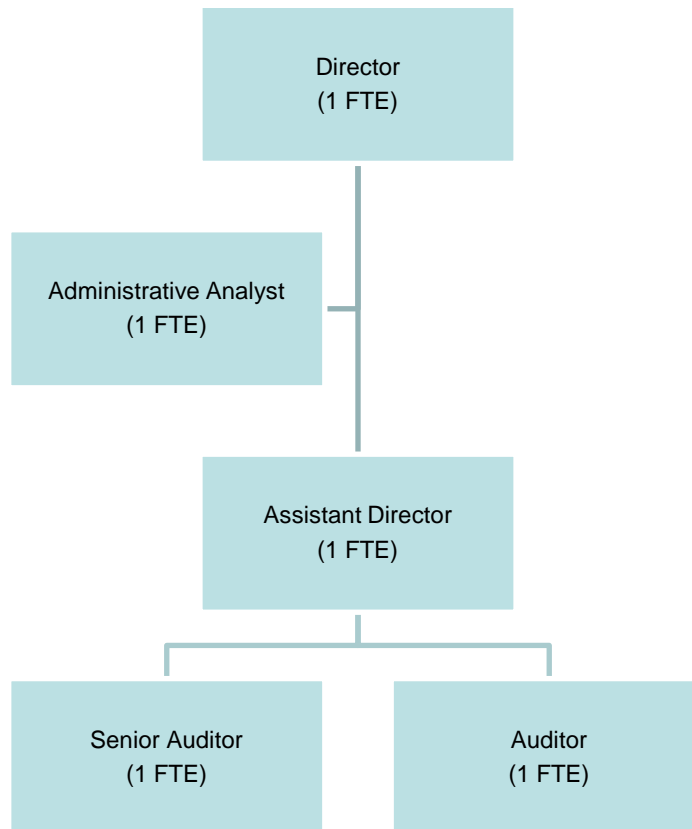 Director
(1 FTE)
Administrative Analyst
(1 FTE)
Assistant Director
(1 FTE)
Senior Auditor
(1 FTE)
Auditor
(1 FTE)